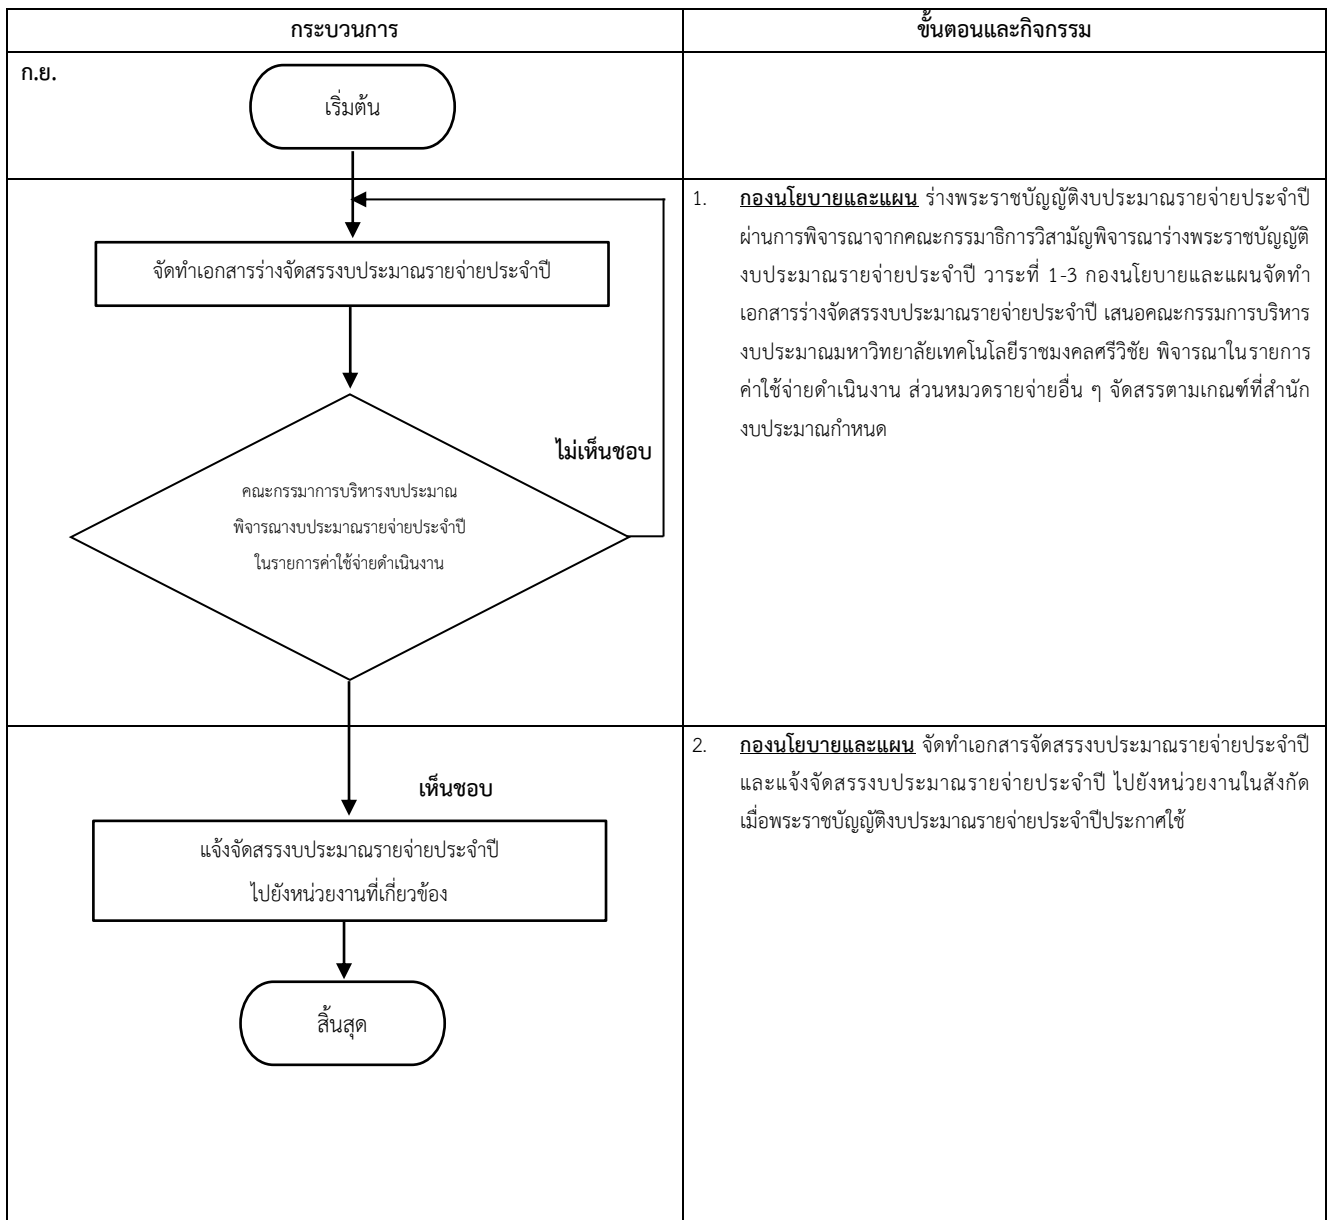 กระบวนการ
ขั้นตอนและกิจกรรม
ก.ย.
เริ่มต้น
จัดทำเอกสารร่างจัดสรรงบประมาณรายจ่ายประจำปี
ไม่เห็นชอบ
คณะกรรมาการบริหารงบประมาณ
พิจารณางบประมาณรายจ่ายประจำปี
ในรายการค่าใช้จ่ายดำเนินงาน
1. กองนโยบายและแผน ร่างพระราชบัญญัติงบประมาณรายจ่ายประจำปี
ผ่านการพิจารณาจากคณะกรรมาธิการวิสามัญพิจารณาร่างพระราชบัญญัติ
งบประมาณรายจ่ายประจำปี วาระที่ 1-3 กองนโยบายและแผนจัดทำ
เอกสารร่างจัดสรรงบประมาณรายจ่ายประจำปี เสนอคณะกรรมการบริหาร
งบประมาณมหาวิทยาลัยเทคโนโลยีราชมงคลศรีวิชัย พิจารณาในรายการ
ค่าใช้จ่ายดำเนินงาน ส่วนหมวดรายจ่ายอื่น ๆ จัดสรรตามเกณฑ์ที่สำนัก
งบประมาณกำหนด
เห็นชอบ
แจ้งจัดสรรงบประมาณรายจ่ายประจำปี
ไปยังหน่วยงานที่เกี่ยวข้อง
สิ้นสุด
2. กองนโยบายและแผน จัดทำเอกสารจัดสรรงบประมาณรายจ่ายประจำปี
และแจ้งจัดสรรงบประมาณรายจ่ายประจำปี ไปยังหน่วยงานในสังกัด
เมื่อพระราชบัญญัติงบประมาณรายจ่ายประจำปีประกาศใช้